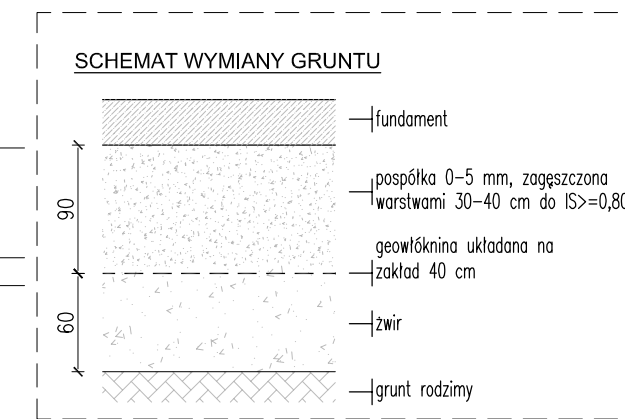 SCHEMAT WYMIANY GRUNTU
fundament
pospółka 0-5 mm, zagęszczona
warstwami 30-40 cm do IS>=0,80
90
geowłóknina układana na
zakład 40 cm
60
żwir
grunt rodzimy